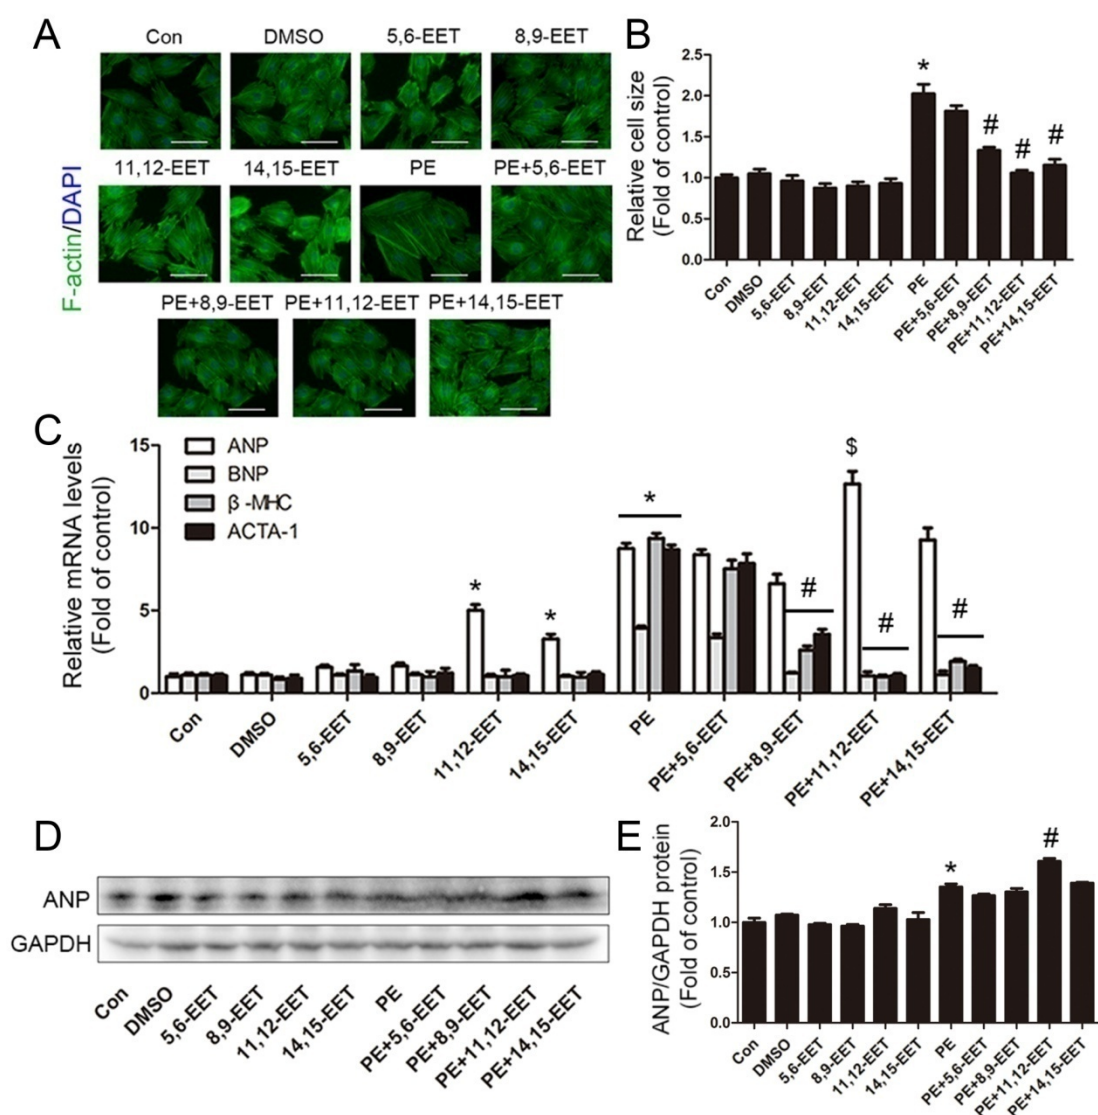 A
Con DMSO 5,6-EET 8,9-EET
11,12-EET 14,15-EET PE PE+5,6-EET
PE+8,9-EET PE+11,12-EET PE+14,15-EET
F-actin/DAPI
B
Relative cell size
(Fold of control)
2.5
2.0
1.5
1.0
0.5
0.0
*
#
#
#
Con DMSO 5,6-EET 8,9-EET 11,12-EET 14,15-EET PE PE+5,6-EET PE+8,9-EET PE+11,12-EET PE+14,15-EET
C
Relative mRNA levels
(Fold of control)
15
10
5
0
ANP
BNP
β-MHC
ACTA-1
*
*
*
#
$
#
#
Con DMSO 5,6-EET 8,9-EET 11,12-EET 14,15-EET PE PE+5,6-EET PE+8,9-EET PE+11,12-EET PE+14,15-EET
D
ANP
GAPDH
Con DMSO 5,6-EET 8,9-EET 11,12-EET 14,15-EET PE PE+5,6-EET PE+8,9-EET PE+11,12-EET PE+14,15-EET
E
ANP/GAPDH protein
(Fold of control)
2.0
1.5
1.0
0.5
0.0
*
#
Con DMSO 5,6-EET 8,9-EET 11,12-EET 14,15-EET PE PE+5,6-EET PE+8,9-EET PE+11,12-EET PE+14,15-EET